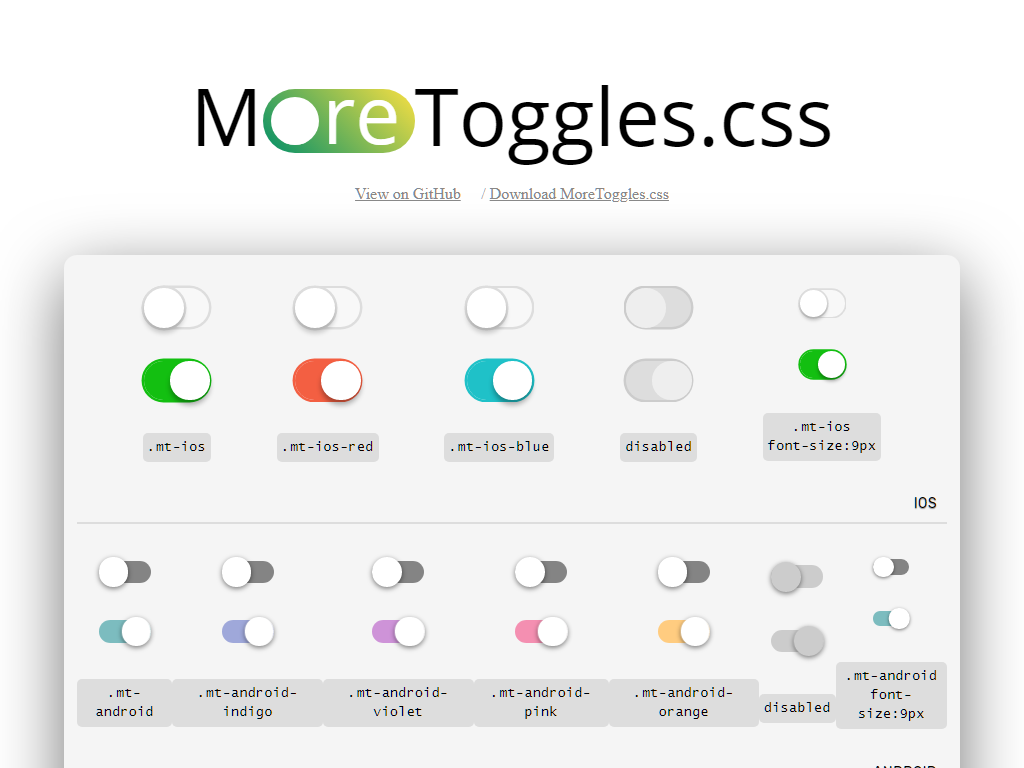 MoreToggles.css
View on GitHub / Download MoreToggles.css
.mt-ios
.mt-ios-red
.mt-ios-blue
disabled
.mt-ios
font-size:9px
IOS
.mt-
android
.mt-android-
indigo
.mt-android-
violet
.mt-android-
pink
.mt-android-
orange
disabled
.mt-android
font-
size:9px
ANDROID